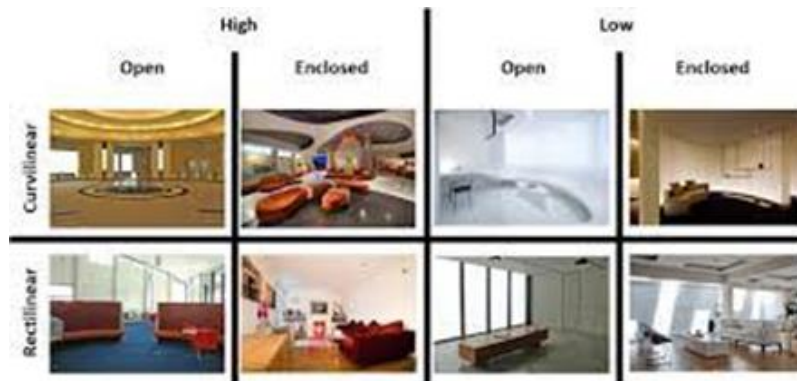 High Low
Open Enclosed Open Enclosed
Curvilinear
Rectilinear